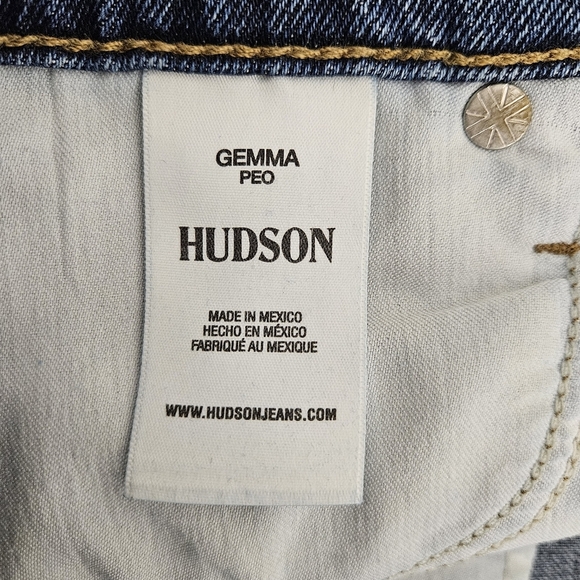 GEMMA
PEO
HUDSON
MADE IN MEXICO
HECHO EN MÉXICO
FABRIQUÉ AU MEXIQUE
WWW.HUDSONJEANS.COM